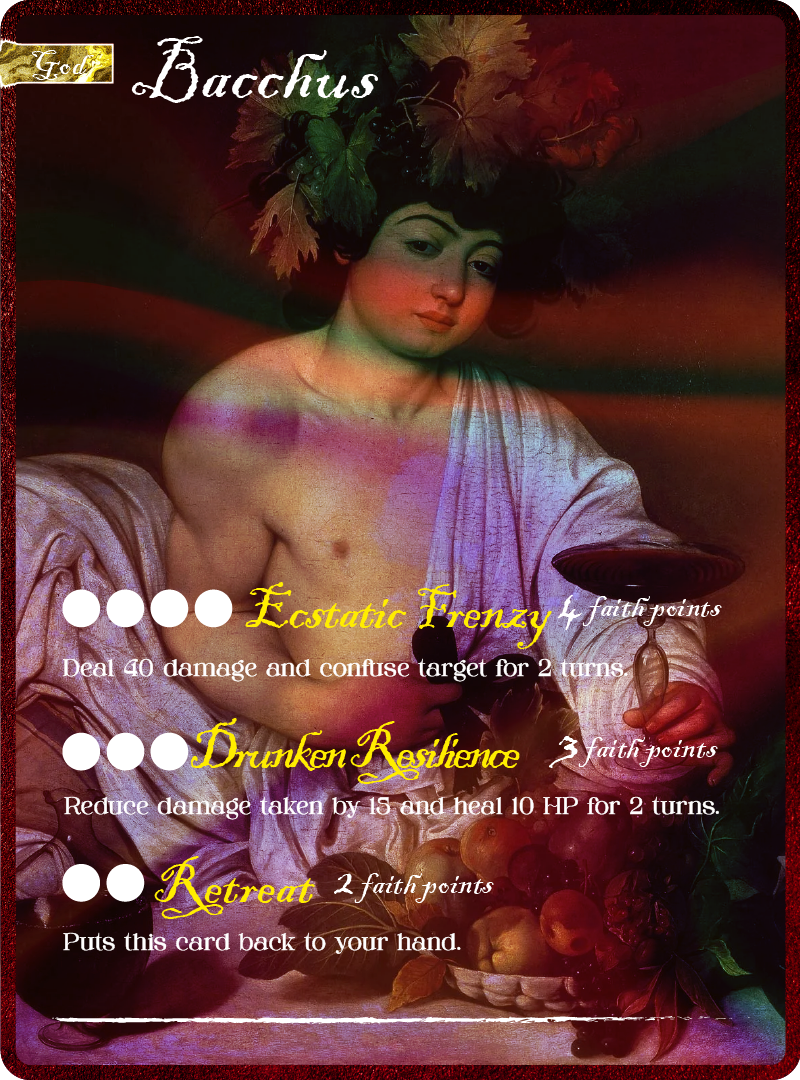 Gods
Bacchus
Ecstatic Frenzy 4 faith points
Deal 40 damage and confuse target for 2 turns.
Drunken Resilience 3 faith points
Reduce damage taken by 15 and heal 10 HP for 2 turns.
Retreat 2 faith points
Puts this card back to your hand.